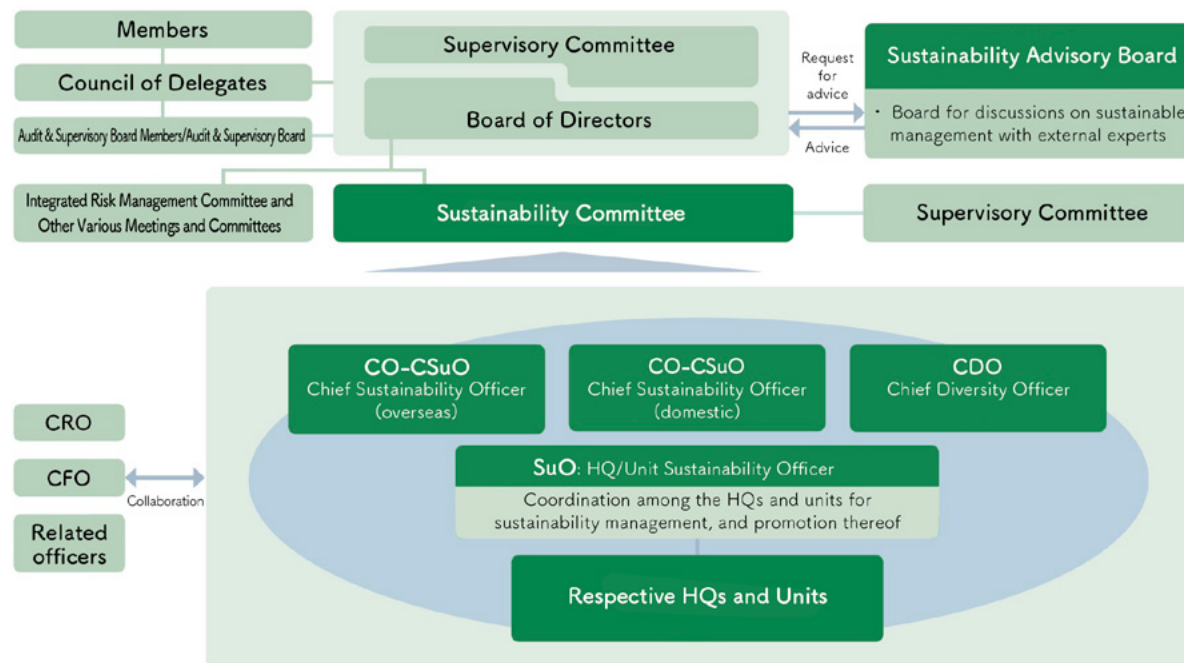 Members
Council of Delegates
Audit & Supervisory Board Members/Audit & Supervisory Board
Supervisory Committee
Board of Directors
Request
for
advice
Advice
Sustainability Advisory Board
・ Board for discussions on sustainable
management with external experts
Integrated Risk Management Committee and
Other Various Meetings and Committees
Sustainability Committee
Supervisory Committee
CO-CSuO
Chief Sustainability Officer
(overseas)
CO-CSuO
Chief Sustainability Officer
(domestic)
CDO
Chief Diversity Officer
CRO
CFO
Related
officers
Collaboration
SuO: HQ/Unit Sustainability Officer
Coordination among the HQs and units for
sustainability management, and promotion thereof
Respective HQs and Units